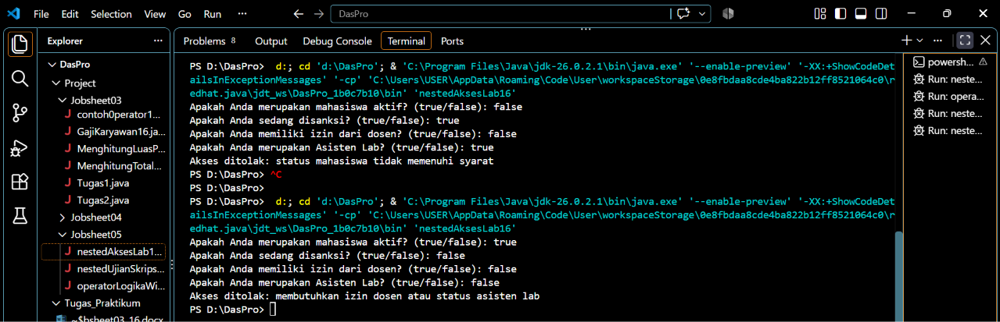 File Edit Selection View Go Run ··· DasPro
Explorer ···
Problems 8 Output Debug Console Terminal Ports
DasPro
Project
Jobsheet03
contoh0perator1...
GajiKaryawan16.ja...
MenghitungLuasP...
MenghitungTotal...
Tugas1.java
Tugas2.java
Jobsheet04
Jobsheet05
nestedAksesLab1...
nestedUjianSkrips...
operatorLogikaWi...
Tugas_Praktikum
~$bsheet03_16.docx
PS D:\DasPro> d:; cd 'd:\DasPro'; & 'C:\Program Files\Java\jdk-26.0.2.1\bin\java.exe' '--enable-preview' '-XX:+ShowCodeDet
ailsInExceptionMessages' '-cp' 'C:\Users\USER\AppData\Roaming\Code\User\workspaceStorage\0e8fbdaa8cde4ba822b12ff8521064c0\r
edhat.java\jdt_ws\DasPro_1b0c7b10\bin' 'nestedAksesLab16'
Apakah Anda merupakan mahasiswa aktif? (true/false): false
Apakah Anda sedang disanksi? (true/false): true
Apakah Anda memiliki izin dari dosen? (true/false): false
Apakah Anda merupakan Asisten Lab? (true/false): true
Akses ditolak: status mahasiswa tidak memenuhi syarat
PS D:\DasPro> ^C
PS D:\DasPro>
PS D:\DasPro> d:; cd 'd:\DasPro'; & 'C:\Program Files\Java\jdk-26.0.2.1\bin\java.exe' '--enable-preview' '-XX:+ShowCodeDet
ailsInExceptionMessages' '-cp' 'C:\Users\USER\AppData\Roaming\Code\User\workspaceStorage\0e8fbdaa8cde4ba822b12ff8521064c0\r
edhat.java\jdt_ws\DasPro_1b0c7b10\bin' 'nestedAksesLab16'
Apakah Anda merupakan mahasiswa aktif? (true/false): true
Apakah Anda sedang disanksi? (true/false): false
Apakah Anda memiliki izin dari dosen? (true/false): false
Apakah Anda merupakan Asisten Lab? (true/false): false
Akses ditolak: membutuhkan izin dosen atau status asisten lab
PS D:\DasPro>
powersh...
Run: neste...
Run: opera...
Run: neste...
Run: neste...